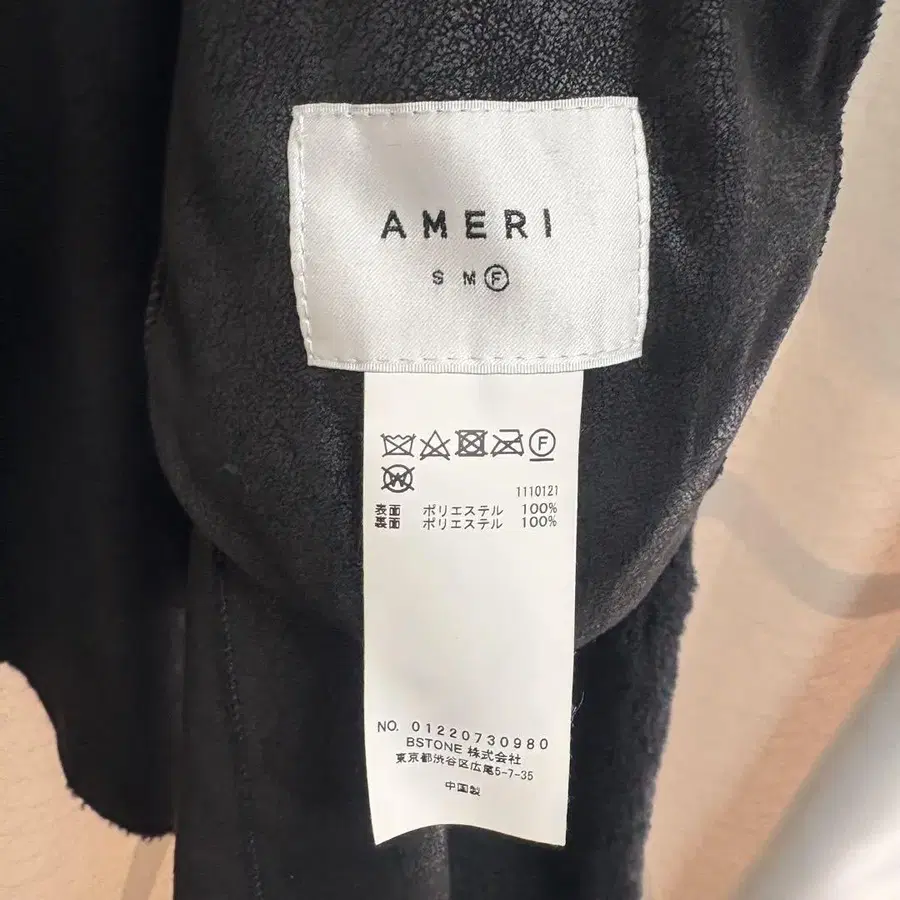 AMERI
S M F
F
W
1110121
表面 ポリエステル 100%
裏面 ポリエステル 100%
NO. 01220730980
BSTONE 株式会社
東京都渋谷区広尾5-7-35
中国製